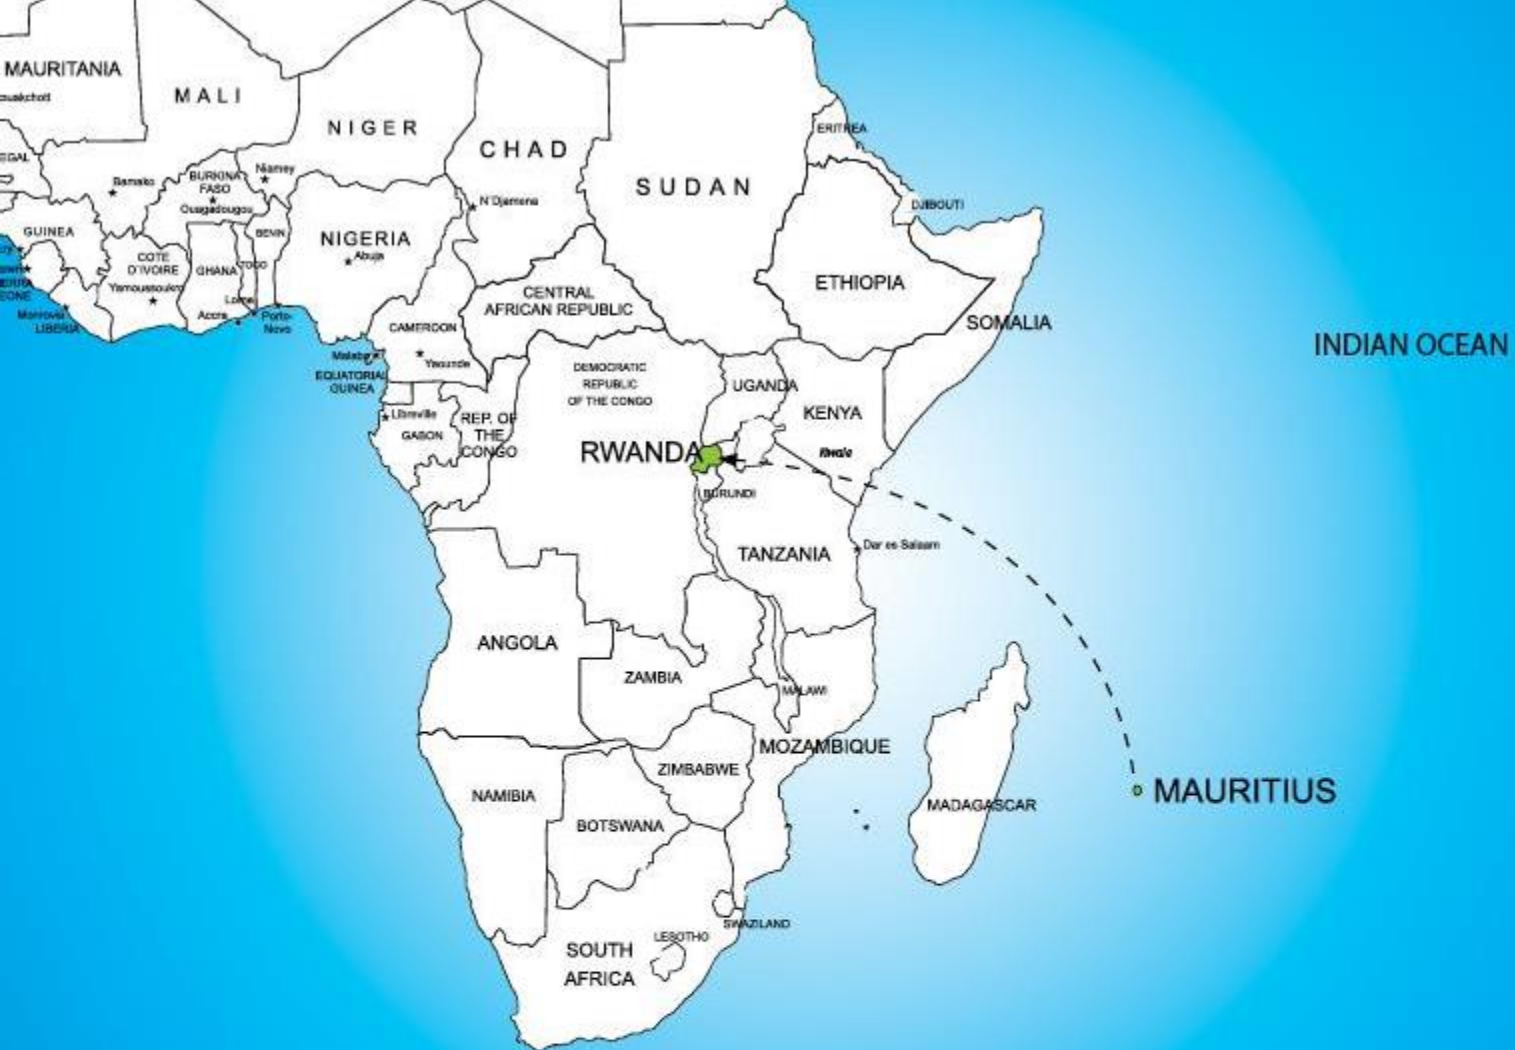 MAURITANIA
MALI
NIGER
CHAD
SUDAN
ERITREA
Bamako
BURKINA
FASO
Ouagadougou
Niamey
N'Djamena
DJIBOUTI
GUINEA
COTE
D'IVOIRE
Yamoussoukro
GHANA
TOGO
BENIN
NIGERIA
Abuja
ETHIOPIA
CENTRAL
AFRICAN REPUBLIC
Monrovia
LIBERIA
Accra
Lome
Porto-
Novo
CAMEROON
Yaounde
SOMALIA
INDIAN OCEAN
Malabo
EQUATORIAL
GUINEA
Libreville
GABON
REP. OF
THE
CONGO
DEMOCRATIC
REPUBLIC
OF THE CONGO
UGANDA
KENYA
Kwale
RWANDA
BURUNDI
TANZANIA
Dar es Salaam
ANGOLA
ZAMBIA
MALAWI
MOZAMBIQUE
ZIMBABWE
NAMIBIA
BOTSWANA
MADAGASCAR
MAURITIUS
SWAZILAND
LESOTHO
SOUTH
AFRICA